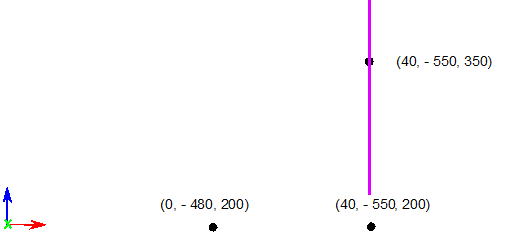 (40, - 550, 350)
(0, - 480, 200)
(40, - 550, 200)